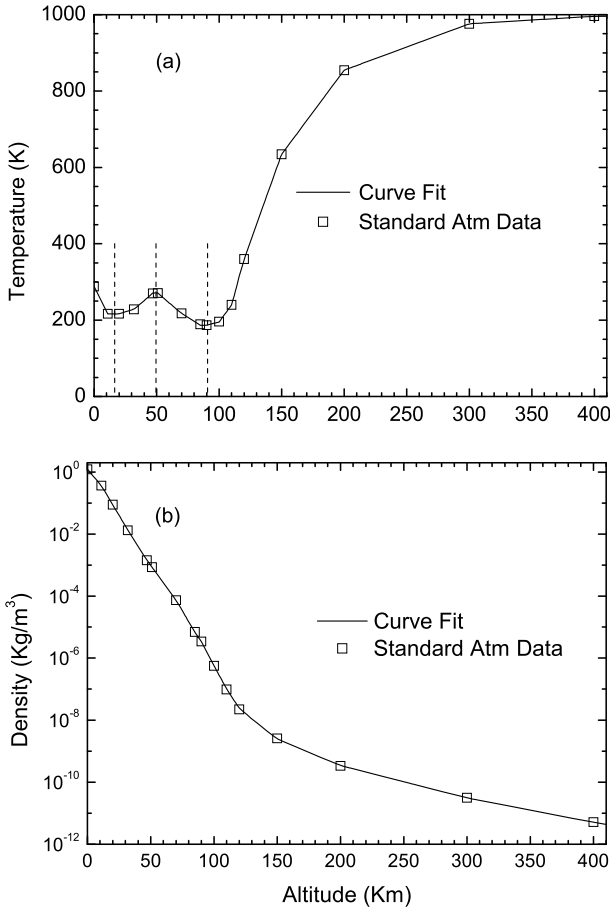 1000
(a)
800
600
Temperature (K)
Curve Fit
Standard Atm Data
400
200
0
0 50 100 150 200 250 300 350 400
10^0
(b)
10^-2
10^-4
Density (Kg/m^3)
Curve Fit
Standard Atm Data
10^-6
10^-8
10^-10
10^-12
0 50 100 150 200 250 300 350 400
Altitude (Km)